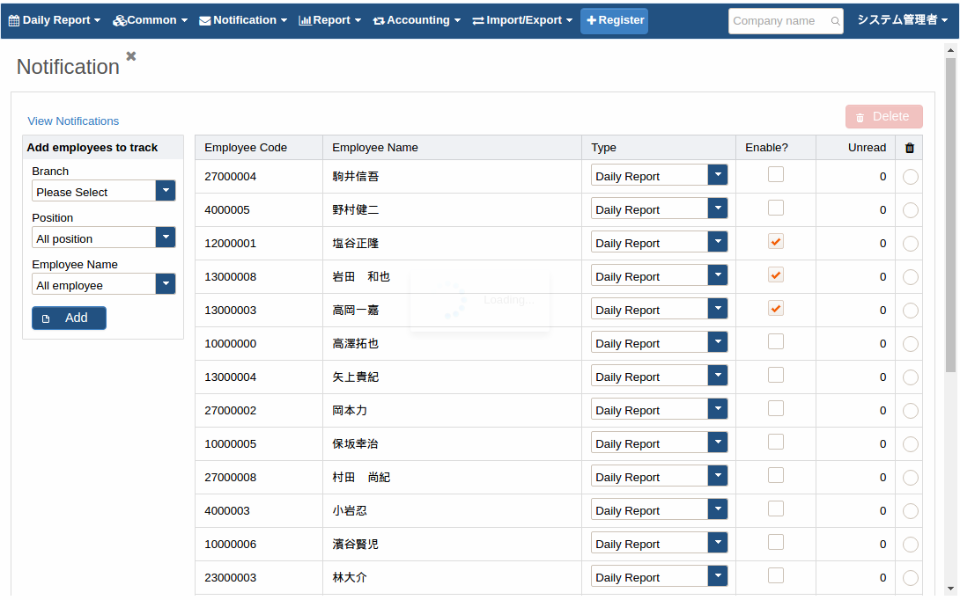 Daily Report Common Notification Report Accounting Import/Export Register Company name システム管理者
Notification
View Notifications
Delete
Add employees to track
Branch
Please Select
Position
All position
Employee Name
All employee
Add
Employee Code Employee Name Type Enable? Unread
27000004 駒井信吾 Daily Report 0
4000005 野村健二 Daily Report 0
12000001 塩谷正隆 Daily Report 0
13000008 岩田 和也 Daily Report 0
Loading...
13000003 高岡一嘉 Daily Report 0
10000000 高澤拓也 Daily Report 0
13000004 矢上貴紀 Daily Report 0
27000002 岡本力 Daily Report 0
10000005 保坂幸治 Daily Report 0
27000008 村田 尚紀 Daily Report 0
4000003 小岩忍 Daily Report 0
10000006 濱谷賢児 Daily Report 0
23000003 林大介 Daily Report 0